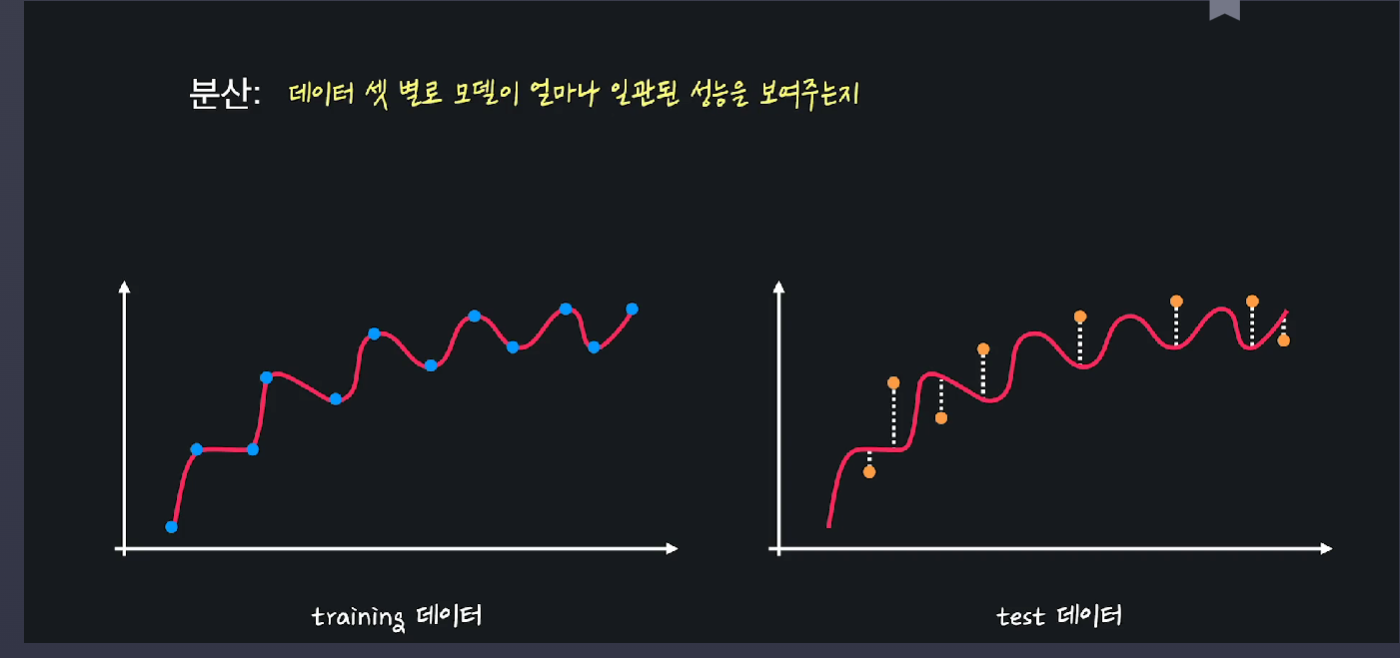 분산: 데이터 셋 별로 모델이 얼마나 일관된 성능을 보여주는지
training 데이터
test 데이터